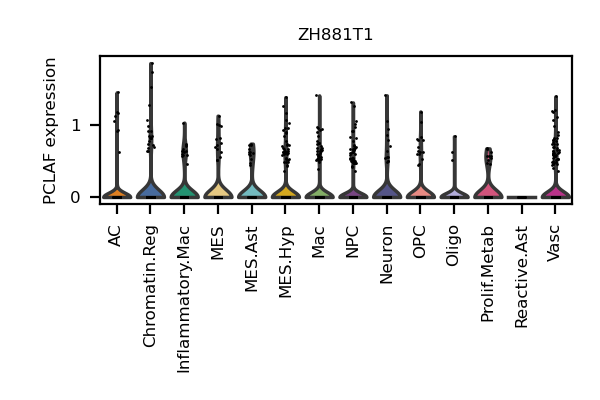 ZH881T1
PCLAF expression
1
0
AC
Chromatin.Reg
Inflammatory.Mac
MES
MES.Ast
MES.Hyp
Mac
NPC
Neuron
OPC
Oligo
Prolif.Metab
Reactive.Ast
Vasc